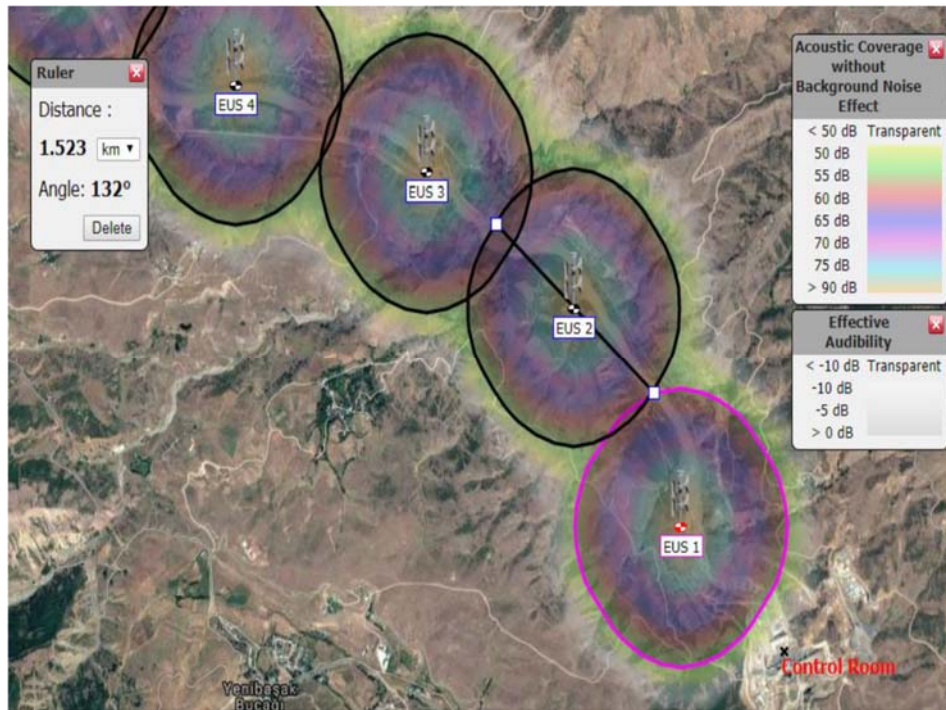 Ruler
Distance :
1.523 km
Angle: 132º
Delete
EUS 4
EUS 3
EUS 2
EUS 1
Acoustic Coverage
without
Background Noise
Effect
< 50 dB Transparent
50 dB
55 dB
60 dB
65 dB
70 dB
75 dB
> 90 dB
Effective
Audibility
< -10 dB Transparent
-10 dB
-5 dB
> 0 dB
x
Control Room
Yenibaşak
Bucağı